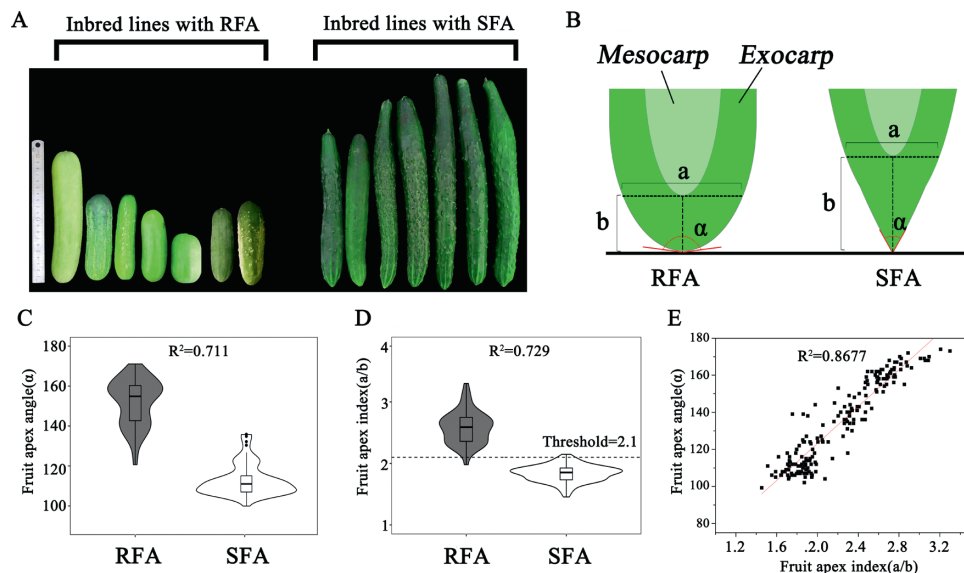 A
Inbred lines with RFA
Inbred lines with SFA
B
Mesocarp
Exocarp
a
b
α
RFA
a
b
α
SFA
C
R²=0.711
Fruit apex angle(α)
180
160
140
120
100
RFA
SFA
D
R²=0.729
Fruit apex index(a/b)
4
3
2
1
Threshold=2.1
RFA
SFA
E
R²=0.8677
Fruit apex angle(α)
180
160
140
120
100
80
1.2
1.6
.2.0
2.4
2.8
3.2
Fruit apex index(a/b)